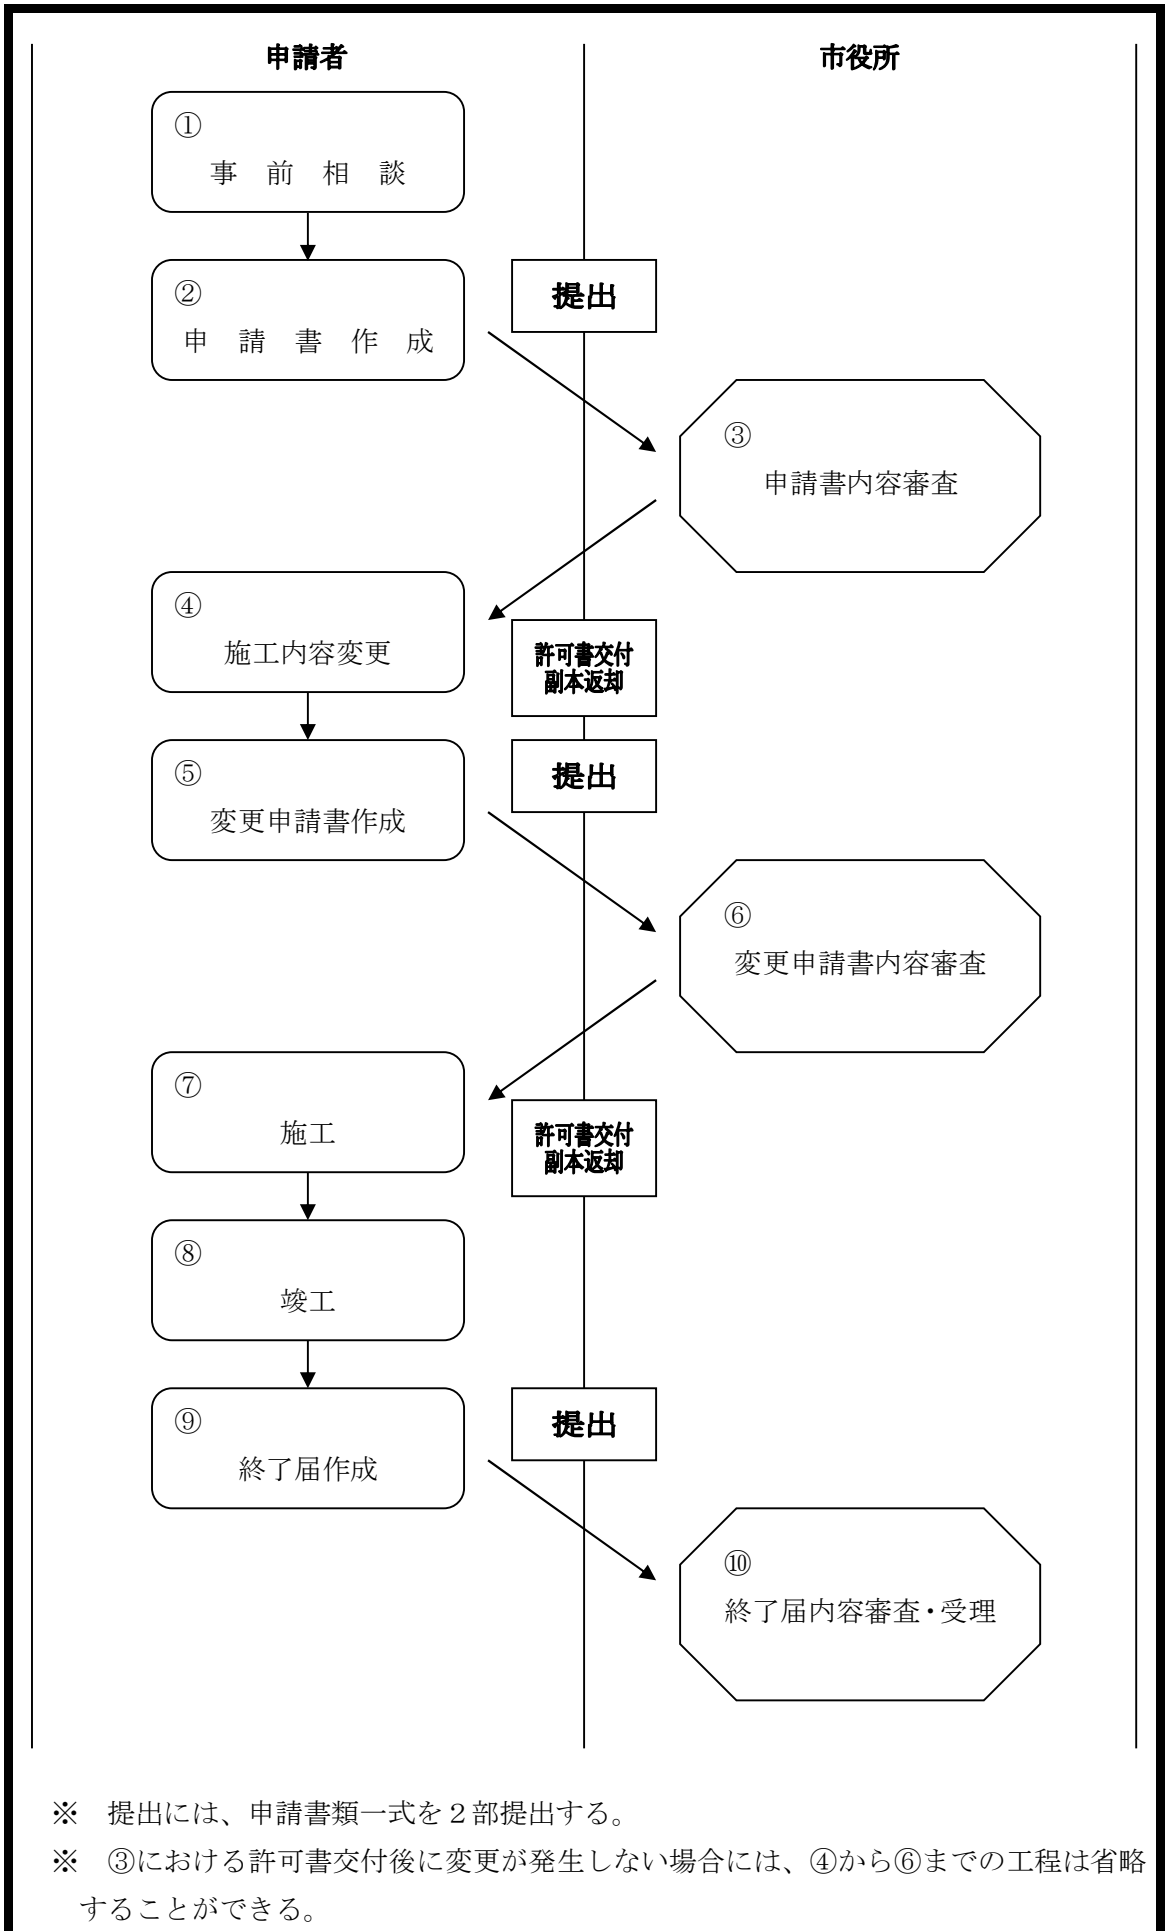 申請者
市役所
①
事　前　相　談
②
申　請　書　作　成
提出
③
申請書内容審査
④
施工内容変更
許可書交付
副本返却
⑤
変更申請書作成
提出
⑥
変更申請書内容審査
⑦
施工
許可書交付
副本返却
⑧
竣工
⑨
終了届作成
提出
⑩
終了届内容審査・受理
※　提出には、申請書類一式を２部提出する。
※　③における許可書交付後に変更が発生しない場合には、④から⑥までの工程は省略
することができる。